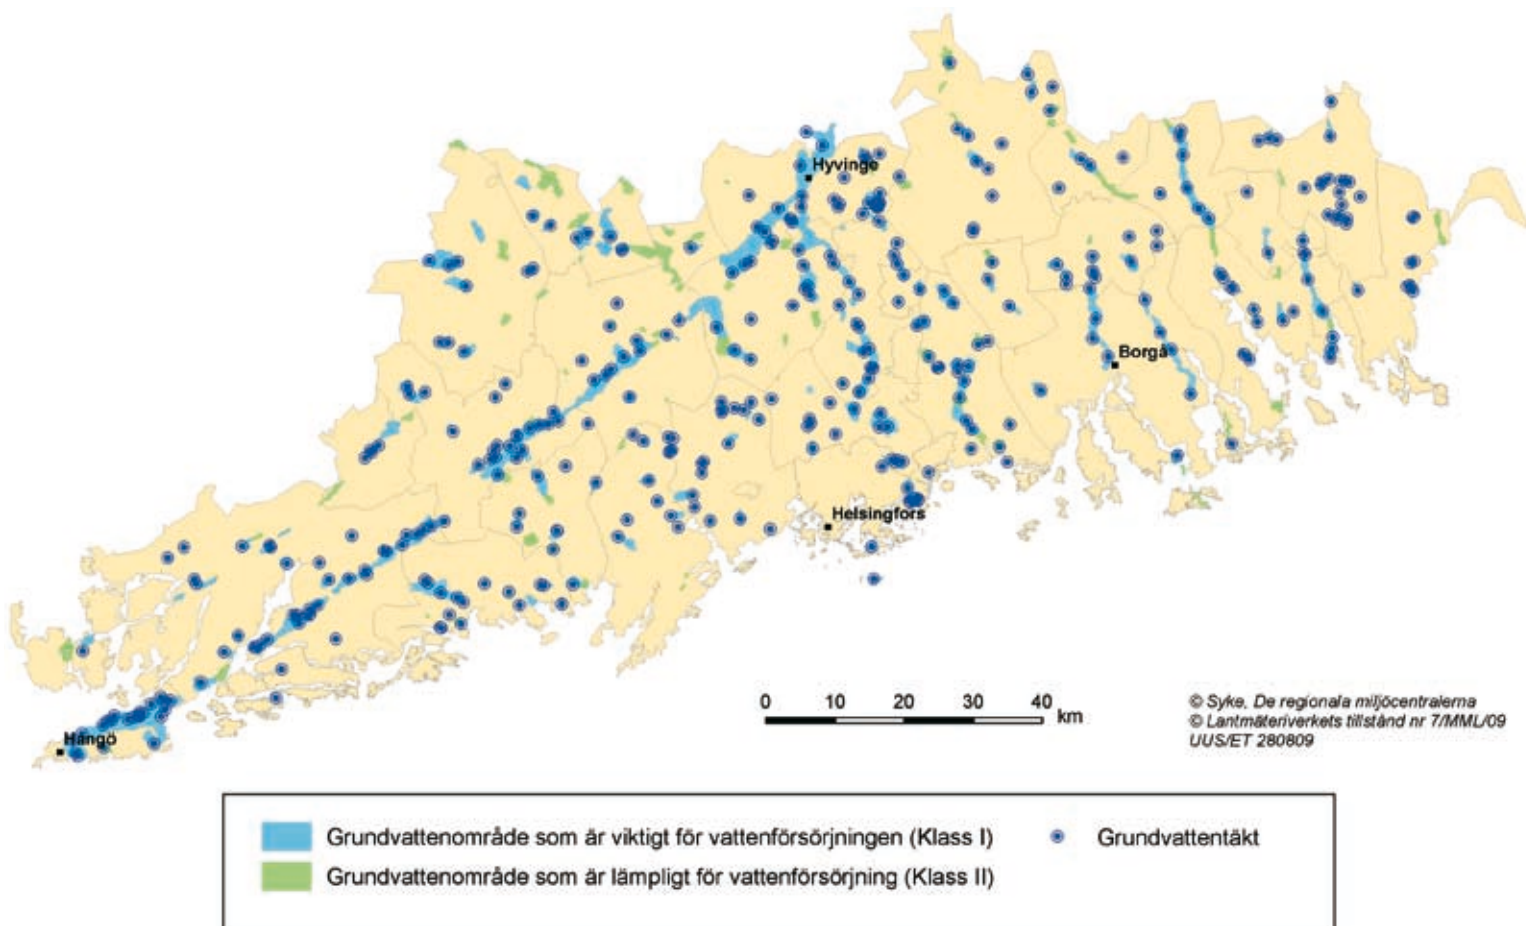 Hyvinge
Borgå
Helsingfors
Hangö
0 10 20 30 40
km
© Syke, De regionala miljöcentralerna
© Lantmäteriverkets tillstånd nr 7/MML/09
UUS/ET 280809
Grundvattenområde som är viktigt för vattenförsörjningen (Klass I)
Grundvattentäkt
Grundvattenområde som är lämpligt för vattenförsörjning (Klass II)